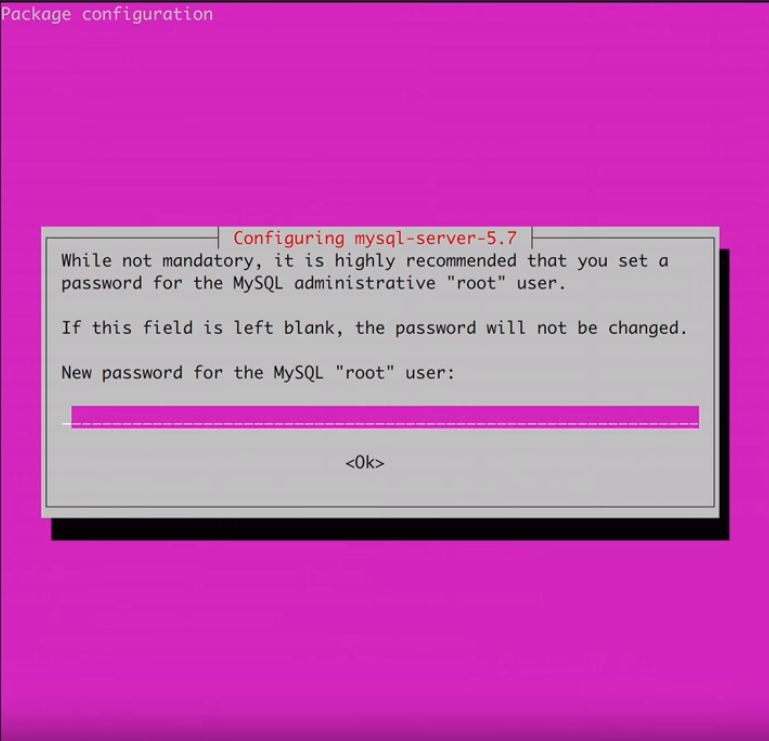 Package configuration
Configuring mysql-server-5.7
While not mandatory, it is highly recommended that you set a
password for the MySQL administrative "root" user.
If this field is left blank, the password will not be changed.
New password for the MySQL "root" user:
<Ok>